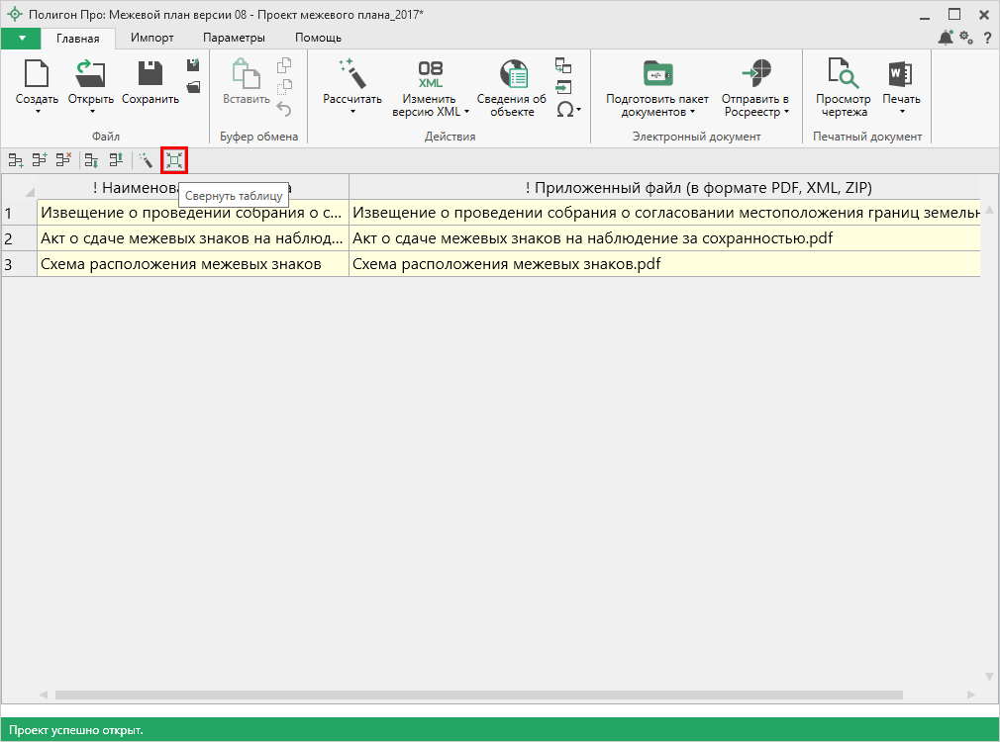 Полигон Про: Межевой план версии 08 - Проект межевого плана_2017*
Главная Импорт Параметры Помощь
?
Создать Открыть Сохранить
Файл
Вставить
Буфер обмена
Рассчитать
08 XML
Изменить версию XML
Сведения об объекте
Ω
Действия
Подготовить пакет документов
Отправить в Росреестр
Электронный документ
Просмотр чертежа
W
Печать
Печатный документ
! Приложенный файл (в формате PDF, XML, ZIP)
Свернуть таблицу
1 Извещение о проведении собрания о с... Извещение о проведении собрания о согласовании местоположения границ
2 Акт о сдаче межевых знаков на наблюд... Акт о сдаче межевых знаков на наблюдение за сохранностью.pdf
3 Схема расположения межевых знаков Схема расположения межевых знаков.pdf
Проект успешно открыт.